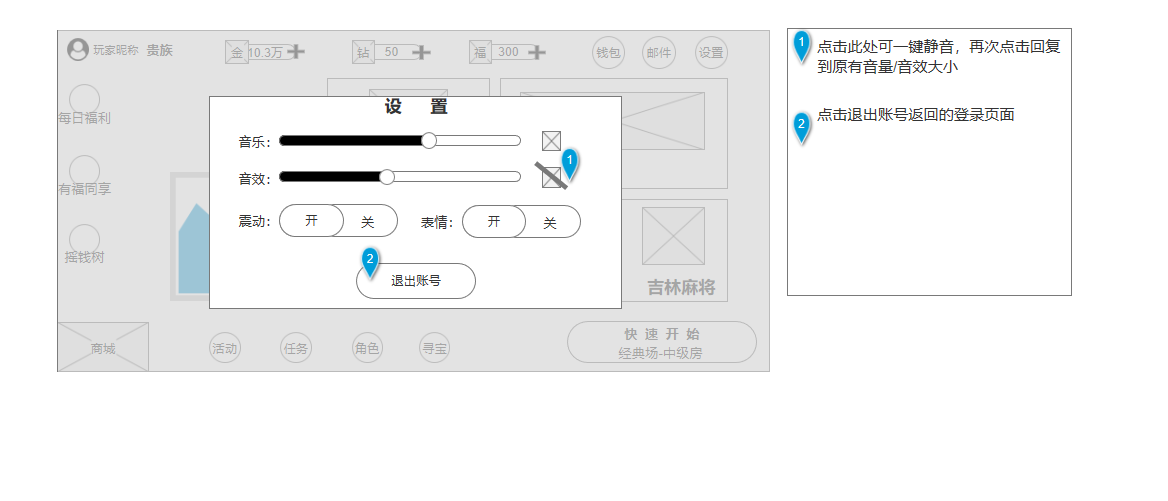 玩家昵称 贵族 金 10.3万 钻 50 福 300 钱包 邮件 设置
每日福利
有福同享
摇钱树
设 置
音乐：
音效：
1
震动： 开 关 表情： 开 关
2
退出账号
吉林麻将
商城 活动 任务 角色 寻宝
快 速 开 始
经典场-中级房
1
点击此处可一键静音，再次点击回复
到原有音量/音效大小
2
点击退出账号返回的登录页面